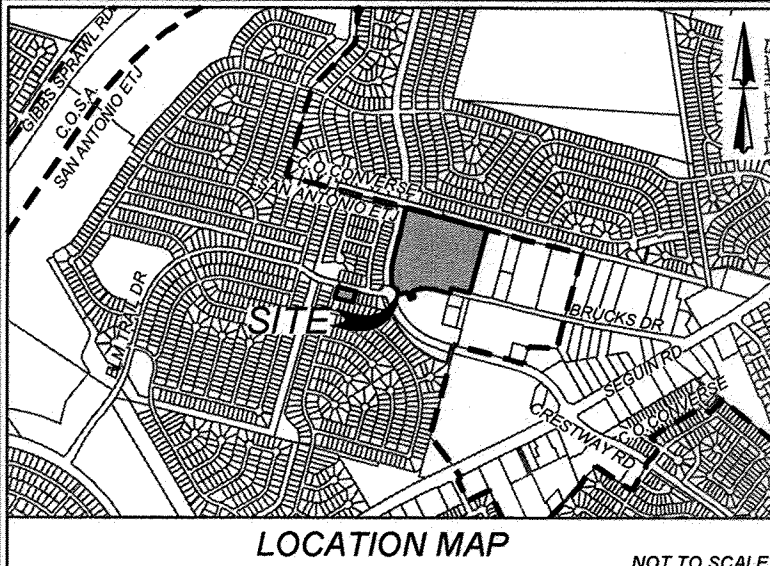 GIBBS SPRAWL RD
C.O.S.A.
SAN ANTONIO ETJ
C.O.CONVERSE
SAN ANTONIO ETJ
ELM TRAIL DR
SITE
BRUCKS DR
SEGUIN RD
CRESTWAY RD
C.O.CONVERSE
LOCATION MAP
NOT TO SCALE